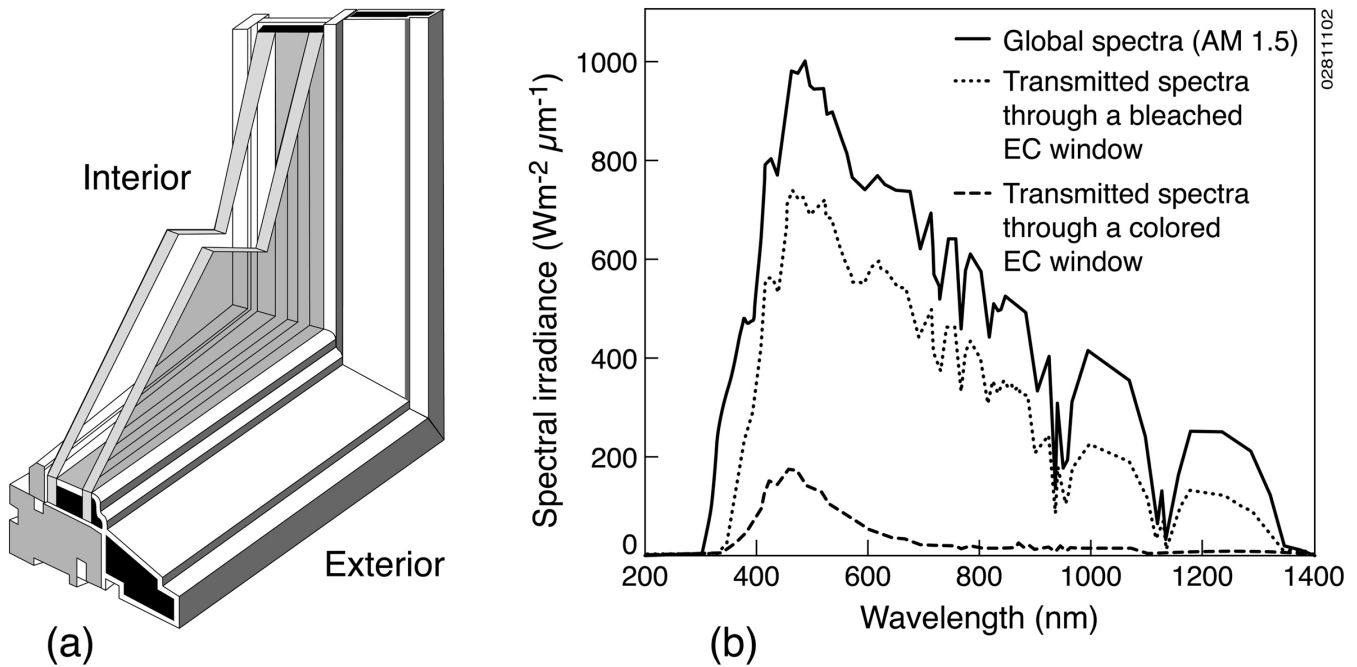 Interior
Exterior
(a)
Spectral irradiance (Wm-2 μm-1)
1000
800
600
400
200
0
200 400 600 800 1000 1200 1400
Wavelength (nm)
Global spectra (AM 1.5)
Transmitted spectra
through a bleached
EC window
Transmitted spectra
through a colored
EC window
02811102
(b)